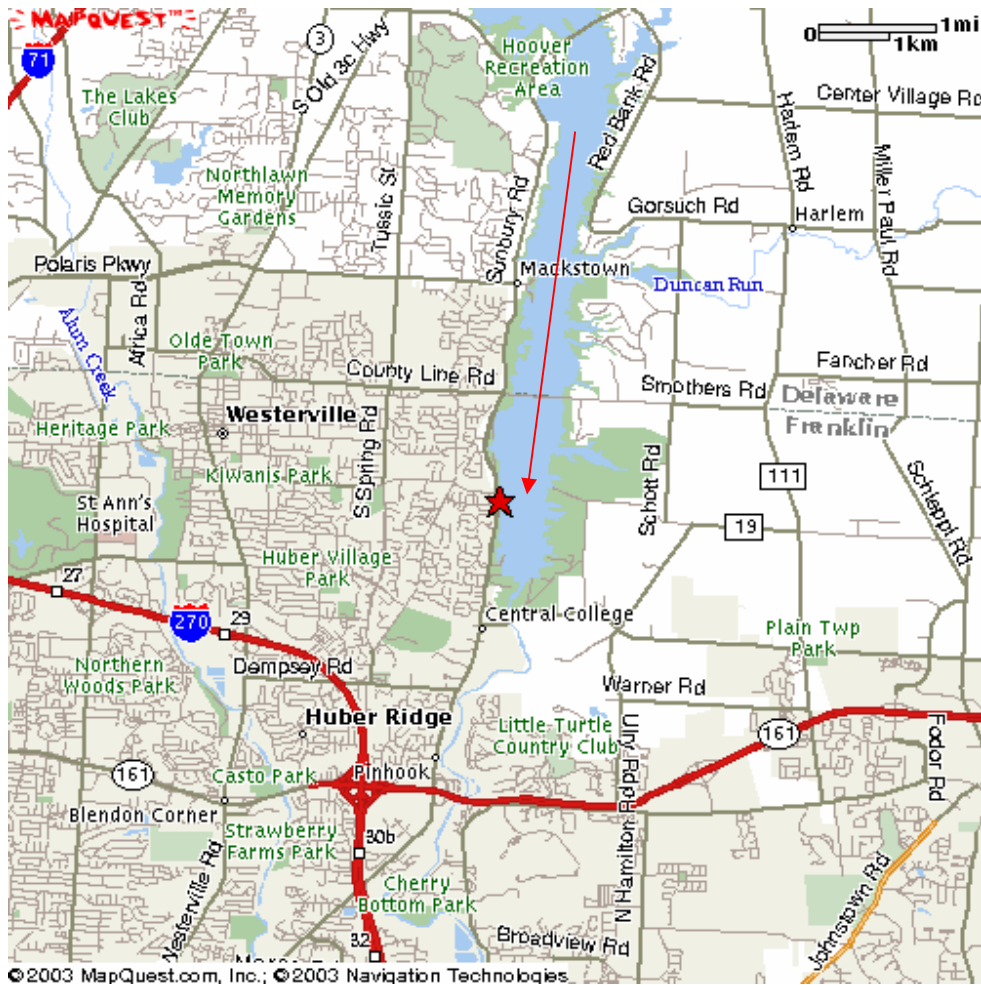 MAPQUEST™
71
3
S Old 3c Hwy
Hoover
Recreation
Area
0 1mi
1km
The Lakes
Club
Red Bank Rd
Harlem Rd
Center Village Rd
Tussic St
Sunbury Rd
Miller Paul Rd
Northlawn
Memory
Gardens
Gorsuch Rd
Harlem
Polaris Pkwy
Mackstown
Duncan Run
Africa Rd
Alum Creek
Olde Town
Park
County Line Rd
Fancher Rd
Smothers Rd
Delaware
Franklin
Westerville
Heritage Park
S Spring Rd
Kiwanis Park
Schott Rd
111
Schleppi Rd
St Ann's
Hospital
19
Huber Village
Park
27
270
29
Central College
Plain Twp
Park
Dempsey Rd
Northern
Woods Park
Warner Rd
Huber Ridge
Little Turtle
Country Club
Ulry Rd
161
Fodor Rd
161
Casto Park
Pinhook
Blendon Corner
N Hamilton Rd
Strawberry
Farms Park
30b
Westerville Rd
Cherry
Bottom Park
Johnstown Rd
32
Broadview Rd
©2003 MapQuest.com, Inc.; ©2003 Navigation Technologies